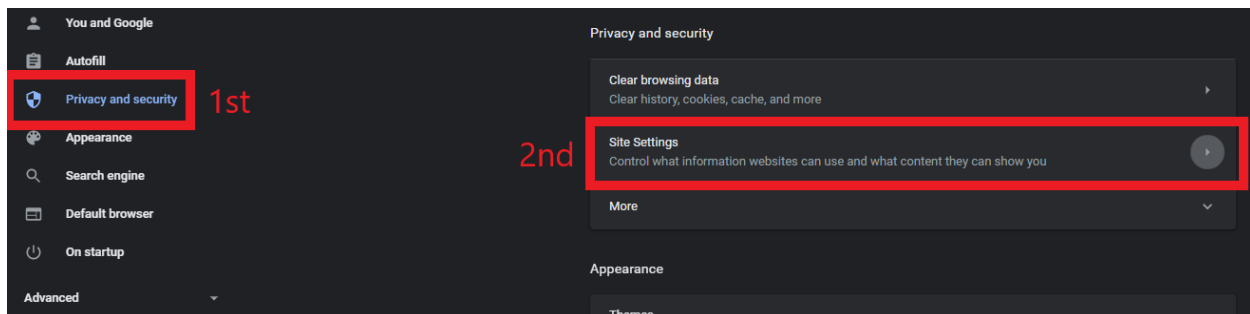 You and Google
Autofill
Privacy and security
1st
Appearance
Search engine
Default browser
On startup
Advanced
Privacy and security
Clear browsing data
Clear history, cookies, cache, and more
2nd
Site Settings
Control what information websites can use and what content they can show you
More
Appearance
Themes